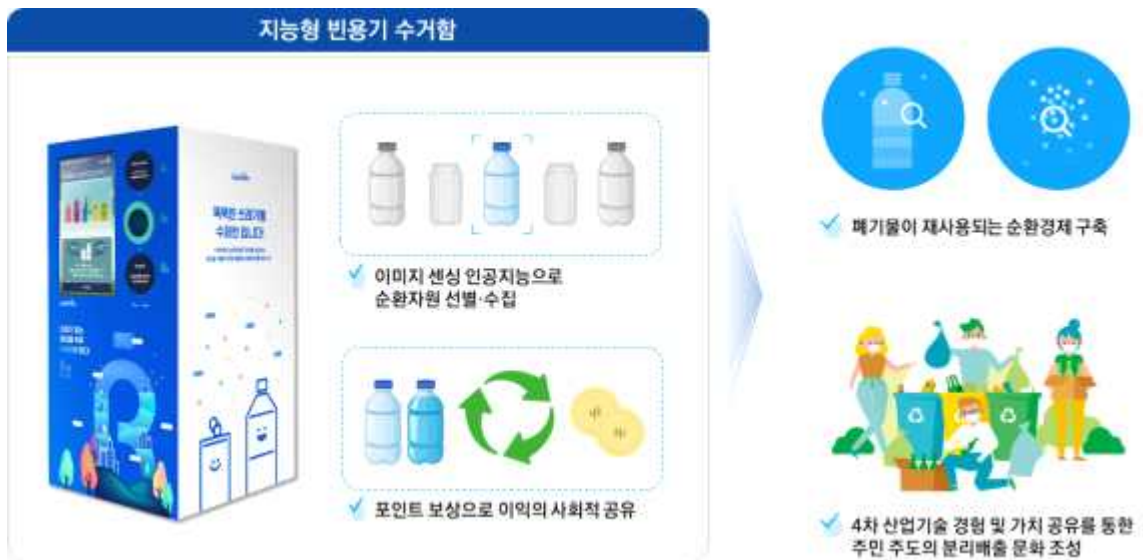 지능형 빈용기 수거함
이미지 센싱 인공지능으로
순환자원 선별·수집
포인트 보상으로 이익의 사회적 공유
폐기물이 재사용되는 순환경제 구축
4차 산업기술 경험 및 가치 공유를 통한
주민 주도의 분리배출 문화 조성